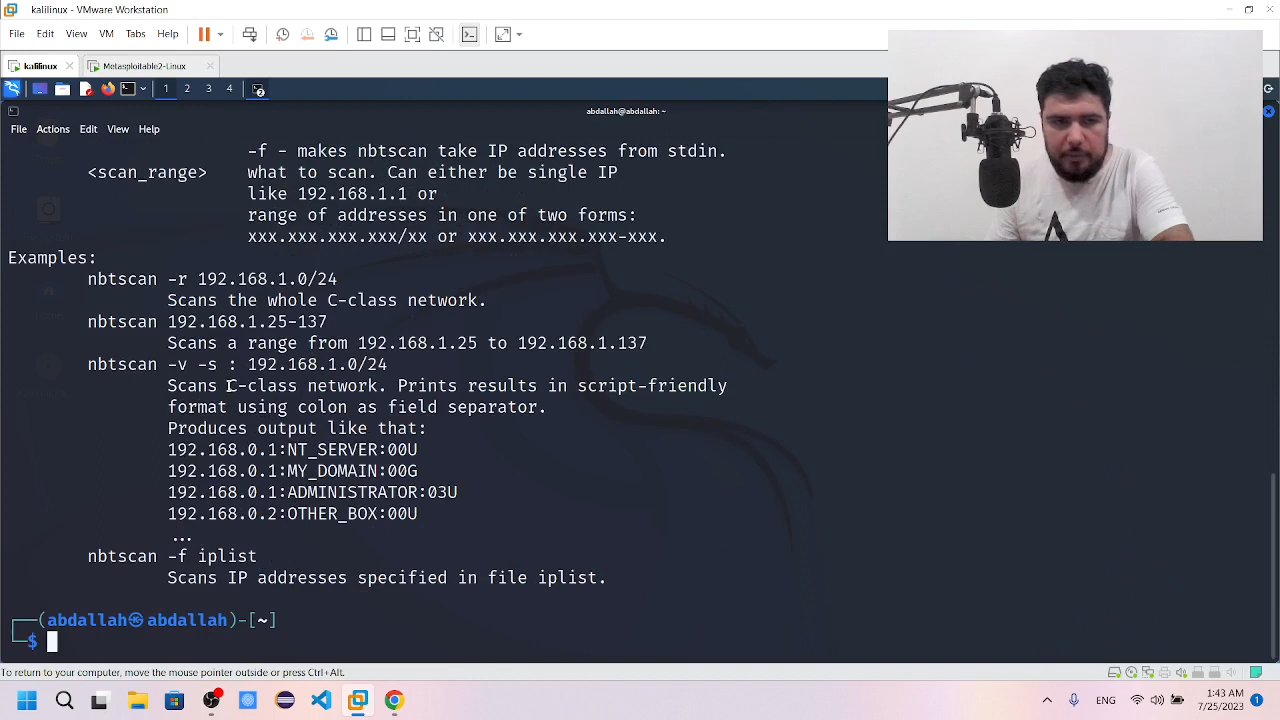 kalilinux - VMware Workstation
File Edit View VM Tabs Help
kalilinux
Metasploitable2-Linux
1 2 3 4
abdallah@abdallah: ~
File Actions Edit View Help
-f - makes nbtscan take IP addresses from stdin.
<scan_range> what to scan. Can either be single IP
like 192.168.1.1 or
range of addresses in one of two forms:
xxx.xxx.xxx.xxx/xx or xxx.xxx.xxx.xxx-xxx.
Examples:
nbtscan -r 192.168.1.0/24
Scans the whole C-class network.
nbtscan 192.168.1.25-137
Scans a range from 192.168.1.25 to 192.168.1.137
nbtscan -v -s : 192.168.1.0/24
Scans C-class network. Prints results in script-friendly
format using colon as field separator.
Produces output like that:
192.168.0.1:NT_SERVER:00U
192.168.0.1:MY_DOMAIN:00G
192.168.0.1:ADMINISTRATOR:03U
192.168.0.2:OTHER_BOX:00U
...
nbtscan -f iplist
Scans IP addresses specified in file iplist.
┌──(abdallah㉿abdallah)-[~]
└─$
To return to your computer, move the mouse pointer outside or press Ctrl+Alt.
ENG
1:43 AM
7/25/2023
1